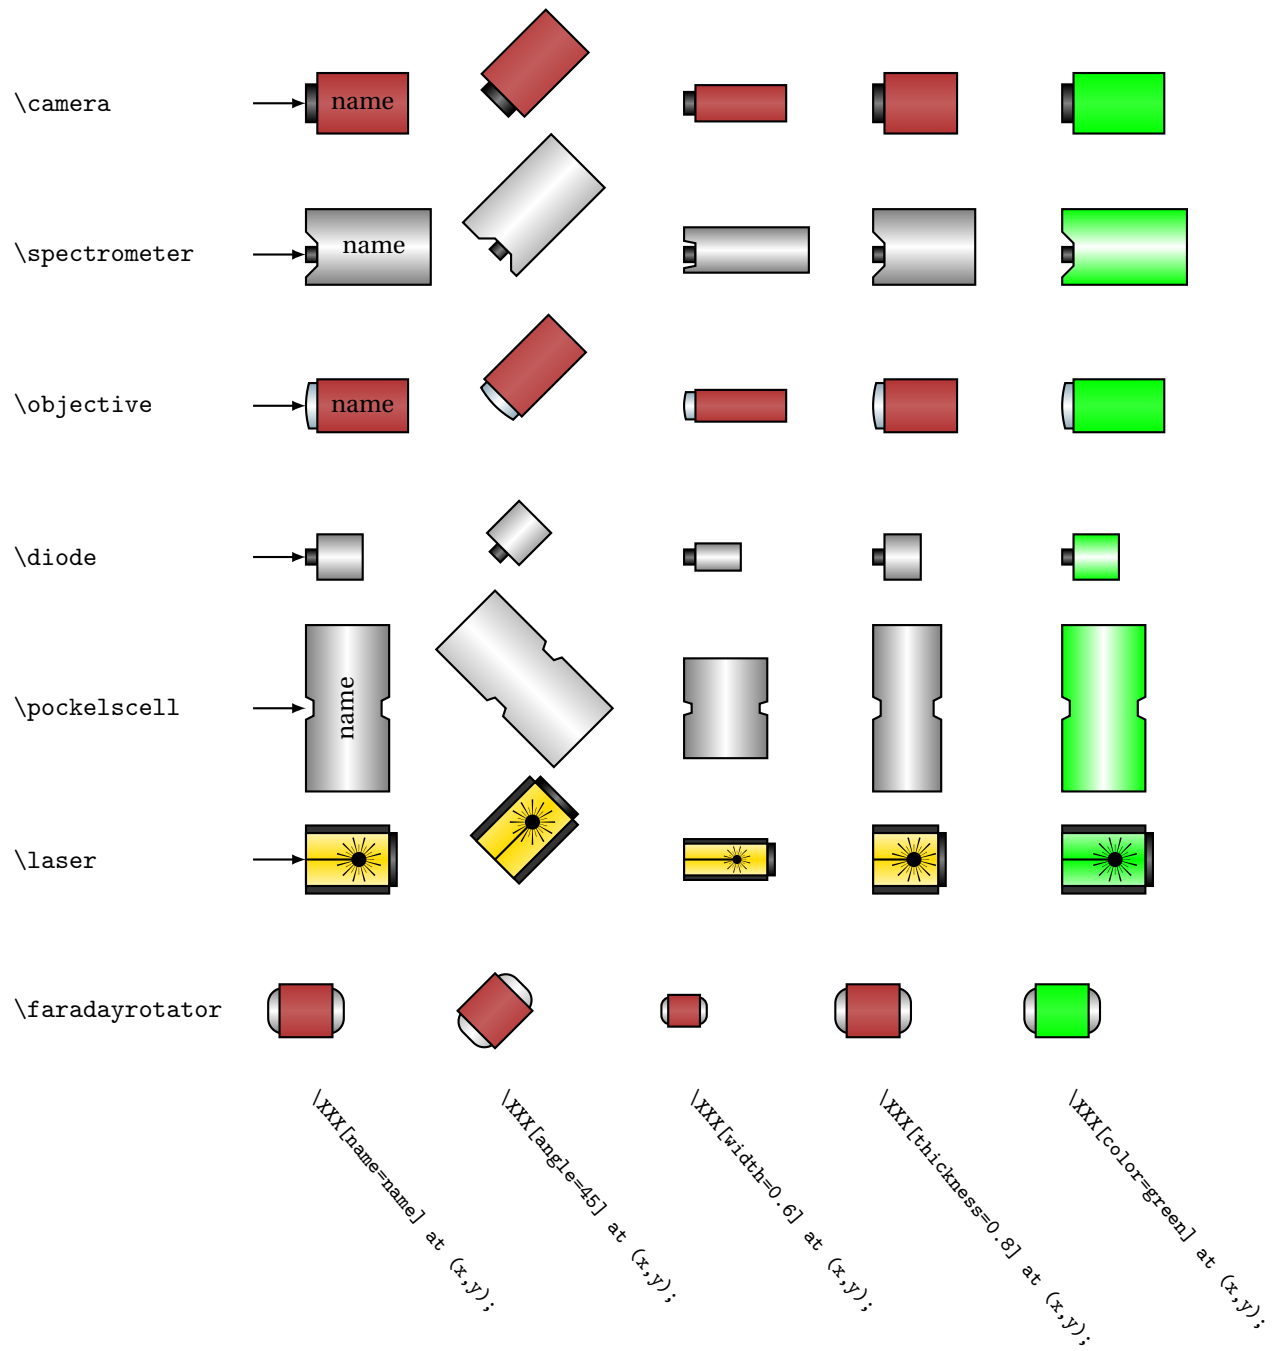 \camera
name
\spectrometer
name
\objective
name
\diode
\pockelscell
name
\laser
\faradayrotator
\XXX[name=name] at (x,y);
\XXX[angle=45] at (x,y);
\XXX[width=0.6] at (x,y);
\XXX[thickness=0.8] at (x,y);
\XXX[color=green] at (x,y);